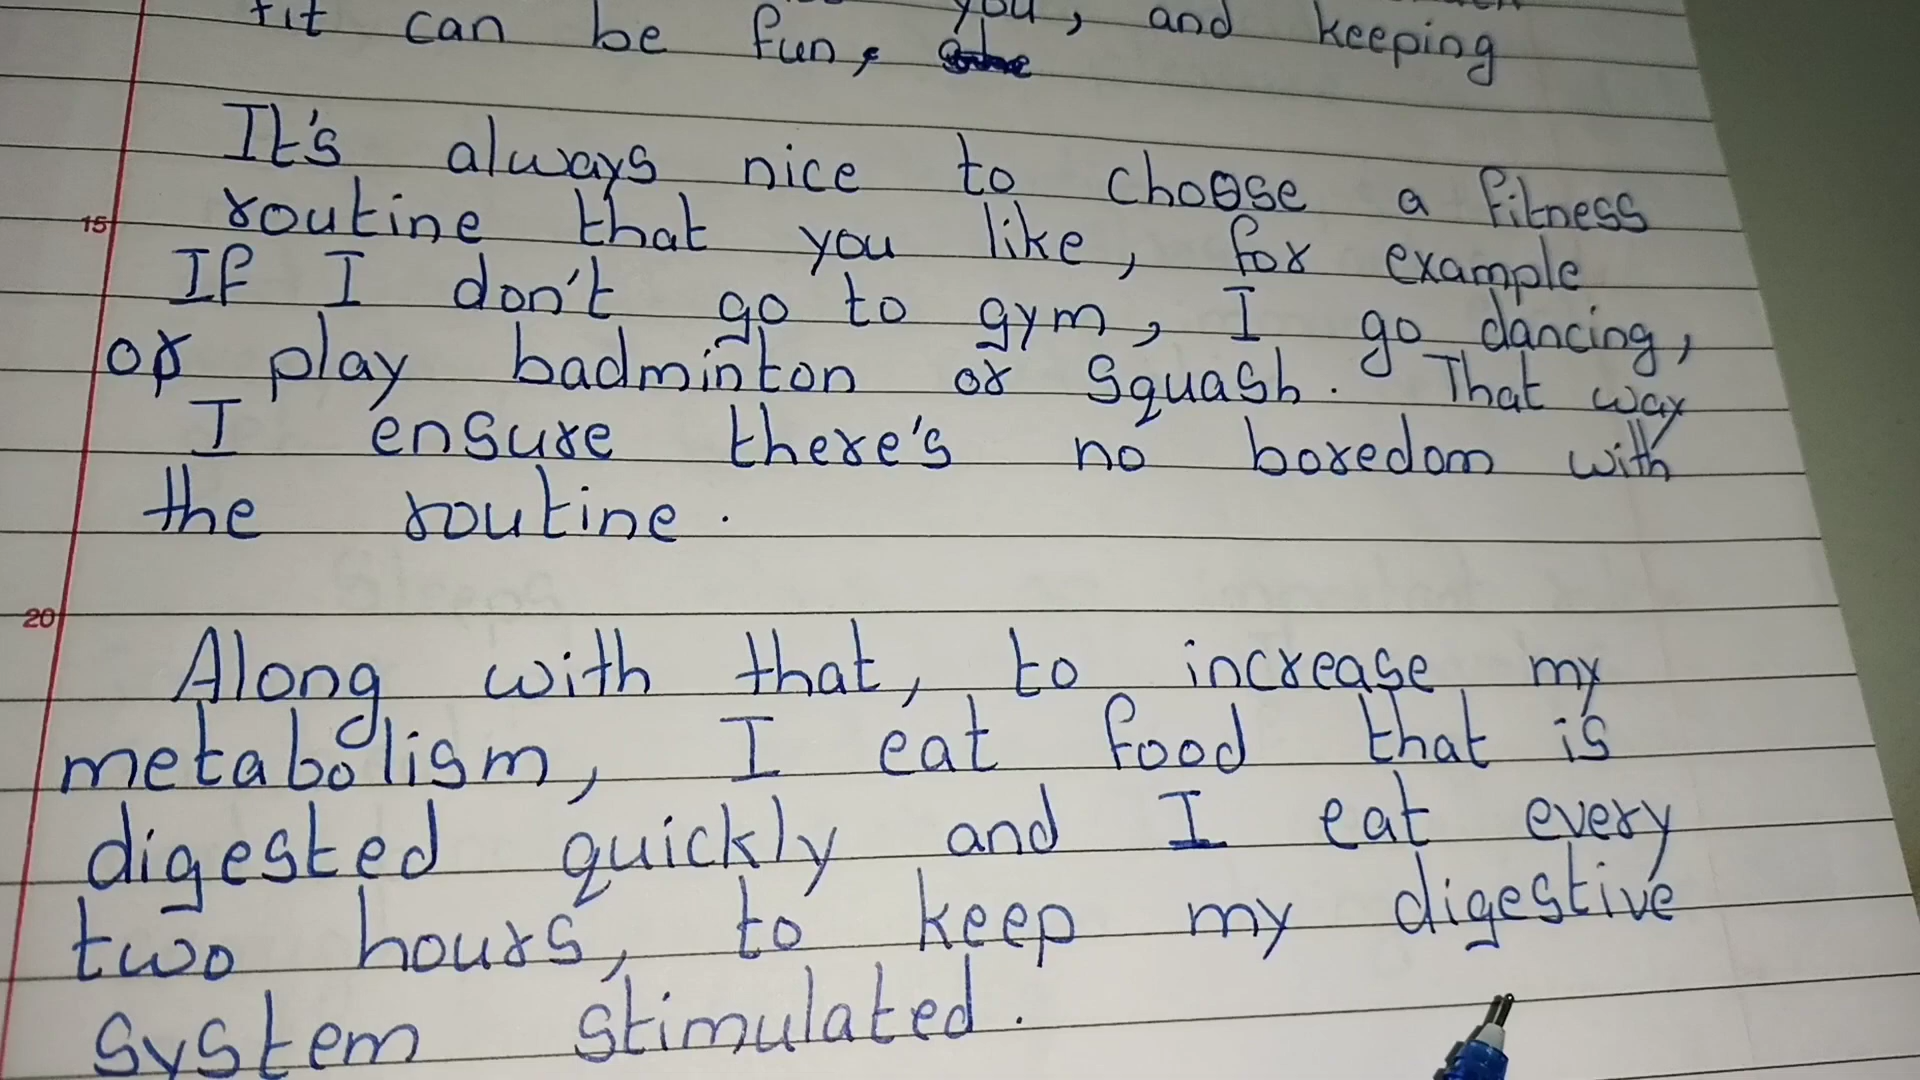 you, and keeping
fit can be fun,
It's always nice to choose a fitness
routine that you like, for example
15
If I don't go to gym, I go dancing,
or play badminton or squash. That way
I ensure there's no boredom with
the routine.
20
Along with that, to increase my
metabolism, I eat food that is
digested quickly and I eat every
two hours, to keep my digestive
system stimulated.